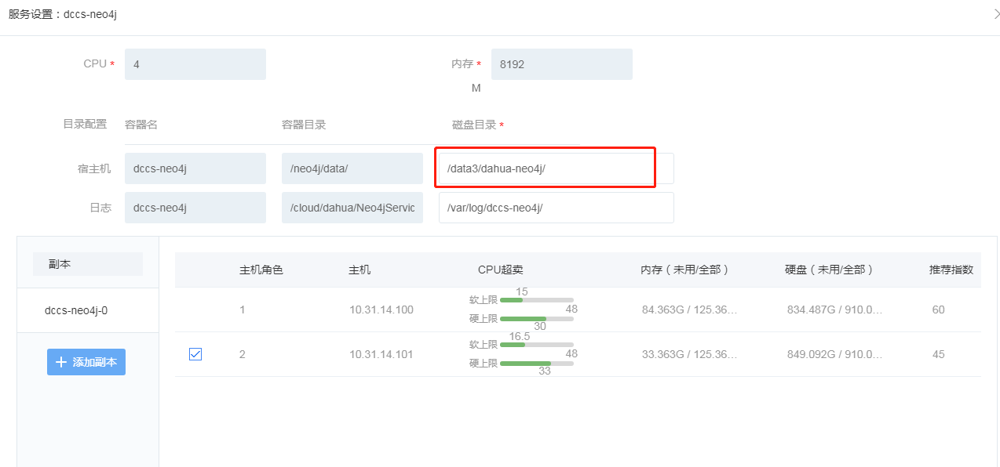 服务设置：dccs-neo4j
CPU * 4 内存 * 8192
M
目录配置 容器名 容器目录 磁盘目录 *
宿主机 dccs-neo4j /neo4j/data/ /data3/dahua-neo4j/
日志 dccs-neo4j /cloud/dahua/Neo4jServic /var/log/dccs-neo4j/
副本 主机角色 主机 CPU超卖 内存（未用/全部） 硬盘（未用/全部） 推荐指数
dccs-neo4j-0
添加副本
15
软上限
1 10.31.14.100 48 84.363G / 125.36... 834.487G / 910.0... 60
硬上限
30
16.5
软上限
2 10.31.14.101 48 33.363G / 125.36... 849.092G / 910.0... 45
硬上限
33